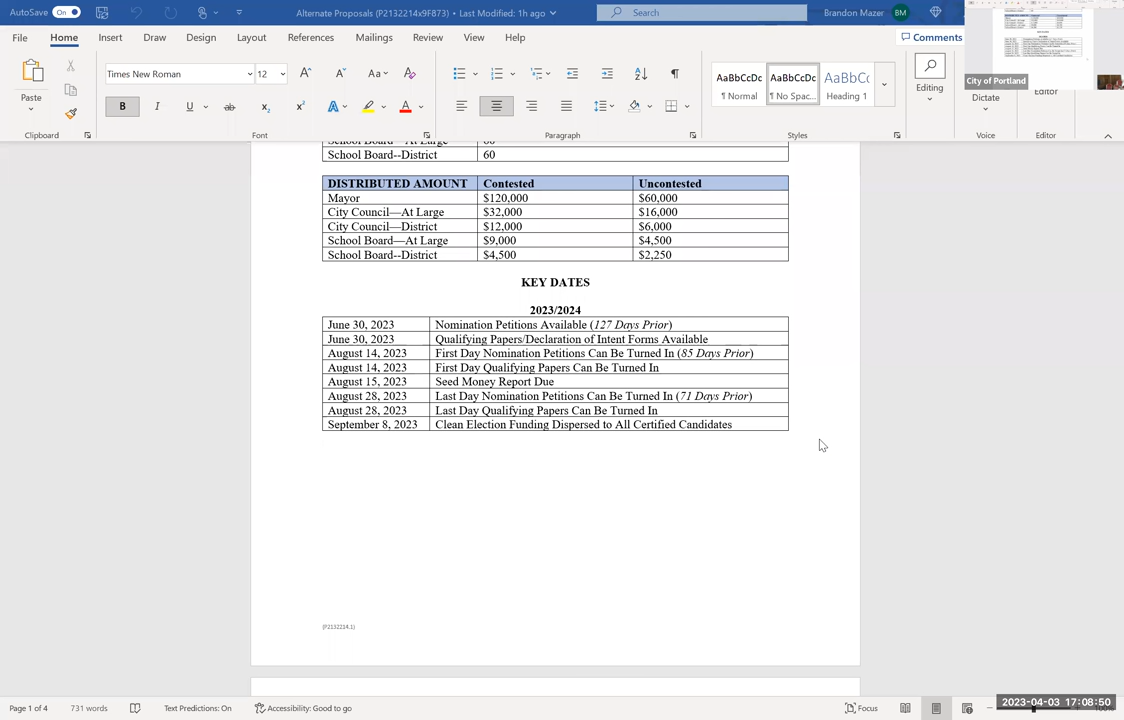 AutoSave On Alternate Proposals (P2132214x9F873) • Last Modified: 1h ago Search Brandon Mazer BM
File Home Insert Draw Design Layout References Mailings Review View Help Comments
City of Portland
Paste Times New Roman 12 Aa AaBbCcDc AaBbCcDc AaBbCc Editing Dictate Editor
B I U ab x₂ x² A A Normal No Spac... Heading 1
Clipboard Font Paragraph Styles Voice Editor
School Board—At Large 60
School Board--District 60
DISTRIBUTED AMOUNT Contested Uncontested
Mayor $120,000 $60,000
City Council—At Large $32,000 $16,000
City Council—District $12,000 $6,000
School Board—At Large $9,000 $4,500
School Board--District $4,500 $2,250
KEY DATES
2023/2024
June 30, 2023 Nomination Petitions Available (127 Days Prior)
June 30, 2023 Qualifying Papers/Declaration of Intent Forms Available
August 14, 2023 First Day Nomination Petitions Can Be Turned In (85 Days Prior)
August 14, 2023 First Day Qualifying Papers Can Be Turned In
August 15, 2023 Seed Money Report Due
August 28, 2023 Last Day Nomination Petitions Can Be Turned In (71 Days Prior)
August 28, 2023 Last Day Qualifying Papers Can Be Turned In
September 8, 2023 Clean Election Funding Dispersed to All Certified Candidates
{P2132214.1}
Page 1 of 4 731 words Text Predictions: On Accessibility: Good to go Focus
2023-04-03 17:08:50